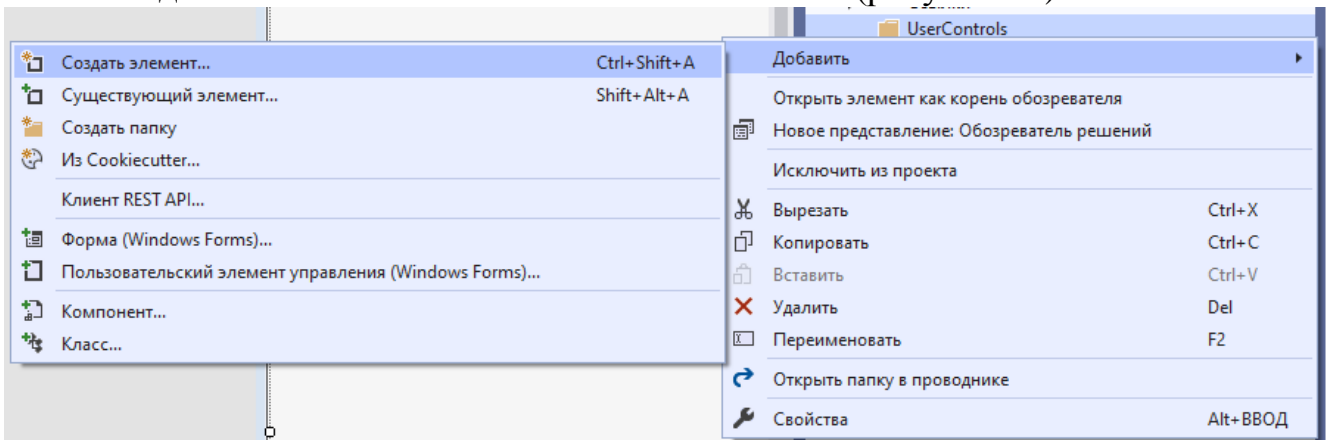 UserControls
Создать элемент... Ctrl+Shift+A
Существующий элемент... Shift+Alt+A
Создать папку
Из Cookiecutter...
Клиент REST API...
Форма (Windows Forms)...
Пользовательский элемент управления (Windows Forms)...
Компонент...
Класс...
Добавить
Открыть элемент как корень обозревателя
Новое представление: Обозреватель решений
Исключить из проекта
Вырезать Ctrl+X
Копировать Ctrl+C
Вставить Ctrl+V
Удалить Del
Переименовать F2
Открыть папку в проводнике
Свойства Alt+ВВОД